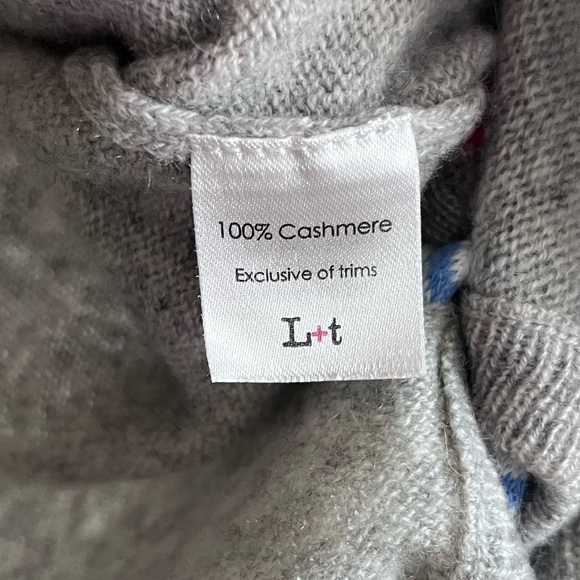 100% Cashmere
Exclusive of trims
L+t